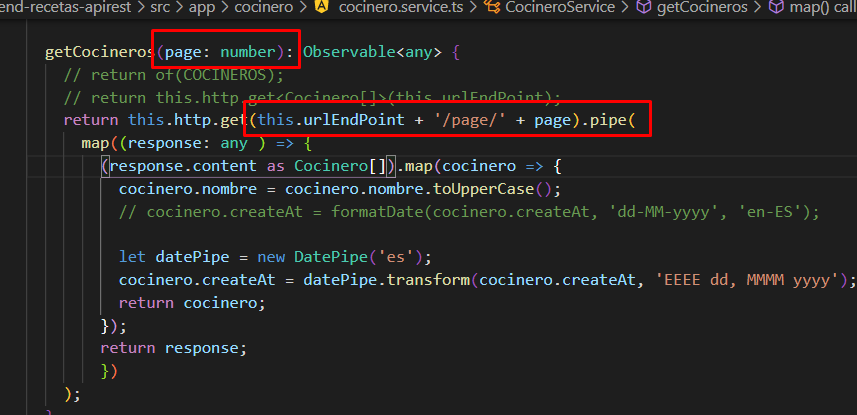 end-recetas-apirest > src > app > cocinero > A cocinero.service.ts > CocineroService > getCocineros > map() call
getCocineros(page: number): Observable<any> {
// return of(COCINEROS);
// return this.http.get<Cocinero[]>(this.urlEndPoint);
return this.http.get(this.urlEndPoint + '/page/' + page).pipe(
map((response: any ) => {
(response.content as Cocinero[]).map(cocinero => {
cocinero.nombre = cocinero.nombre.toUpperCase();
// cocinero.createAt = formatDate(cocinero.createAt, 'dd-MM-yyyy', 'en-ES');
let datePipe = new DatePipe('es');
cocinero.createAt = datePipe.transform(cocinero.createAt, 'EEEE dd, MMMM yyyy');
return cocinero;
});
return response;
})
);
}